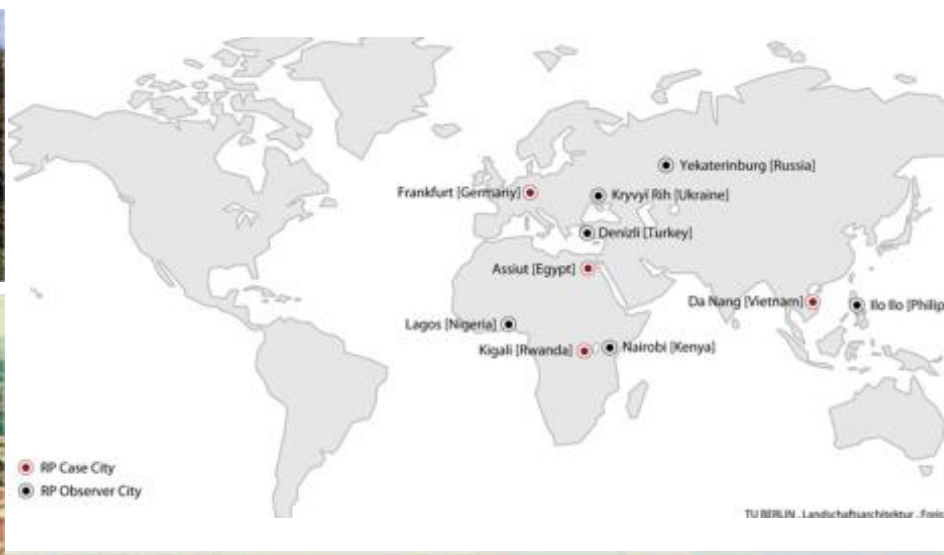 Yekaterinburg [Russia]
Frankfurt [Germany]
Kryvyi Rih [Ukraine]
Denizli [Turkey]
Assiut [Egypt]
Da Nang [Vietnam]
Ilo Ilo [Philip
Lagos [Nigeria]
Kigali [Rwanda]
Nairobi [Kenya]
RP Case City
RP Observer City
TU BERLIN . Landschaftsarchitektur . Frei